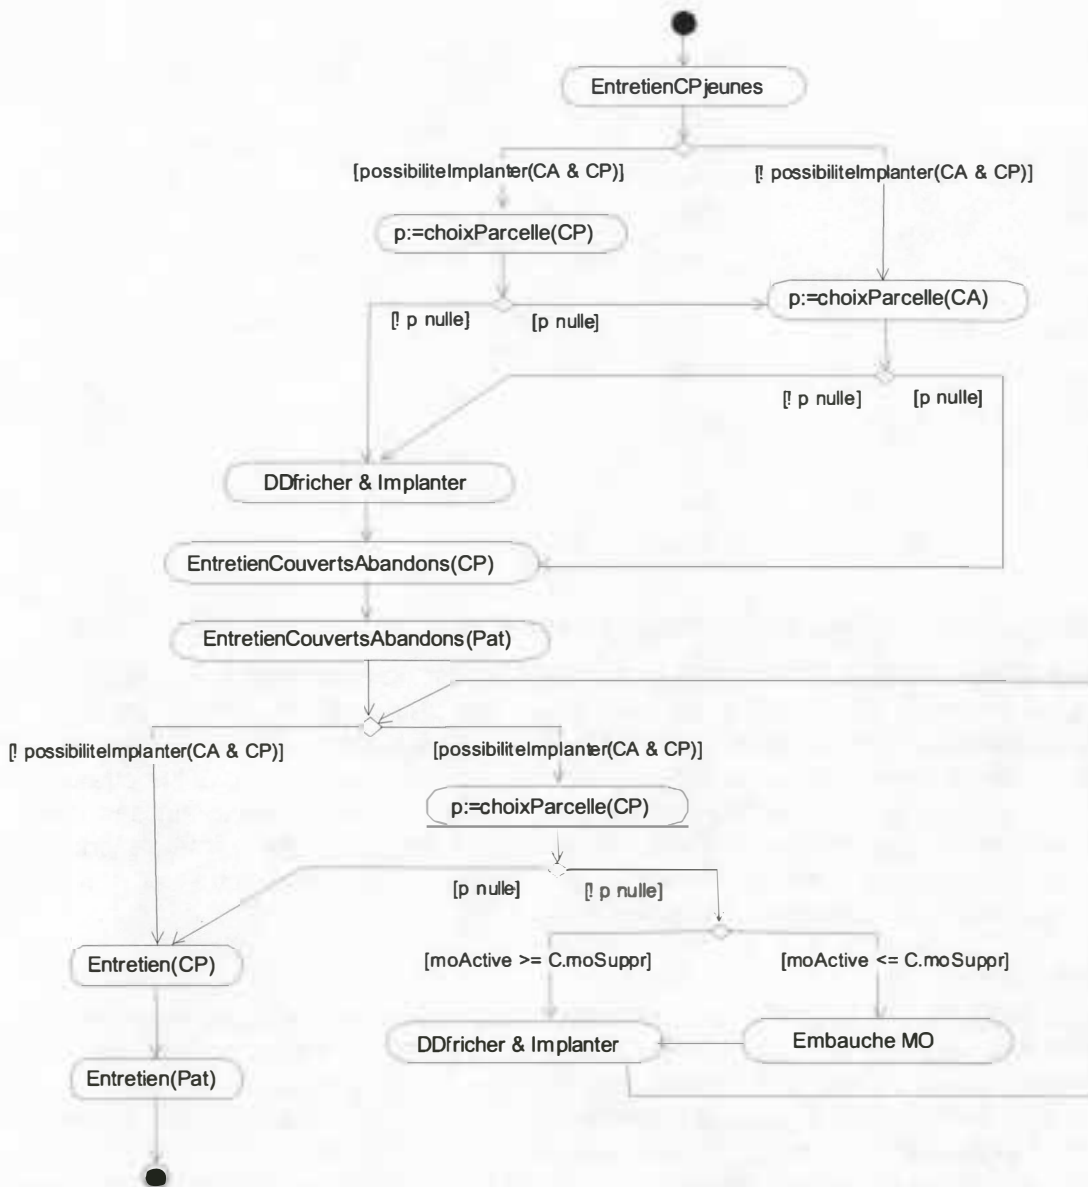 EntretienCPjeunes
[possibiliteImplanter(CA & CP)]
[! possibiliteImplanter(CA & CP)]
p:=choixParcelle(CP)
p:=choixParcelle(CA)
[! p nulle]
[p nulle]
[! p nulle]
[p nulle]
DDfricher & Implanter
EntretienCouvertsAbandons(CP)
EntretienCouvertsAbandons(Pat)
[! possibiliteImplanter(CA & CP)]
[possibiliteImplanter(CA & CP)]
p:=choixParcelle(CP)
[p nulle]
[! p nulle]
Entretien(CP)
[moActive >= C.moSuppr]
[moActive <= C.moSuppr]
DDfricher & Implanter
Embauche MO
Entretien(Pat)